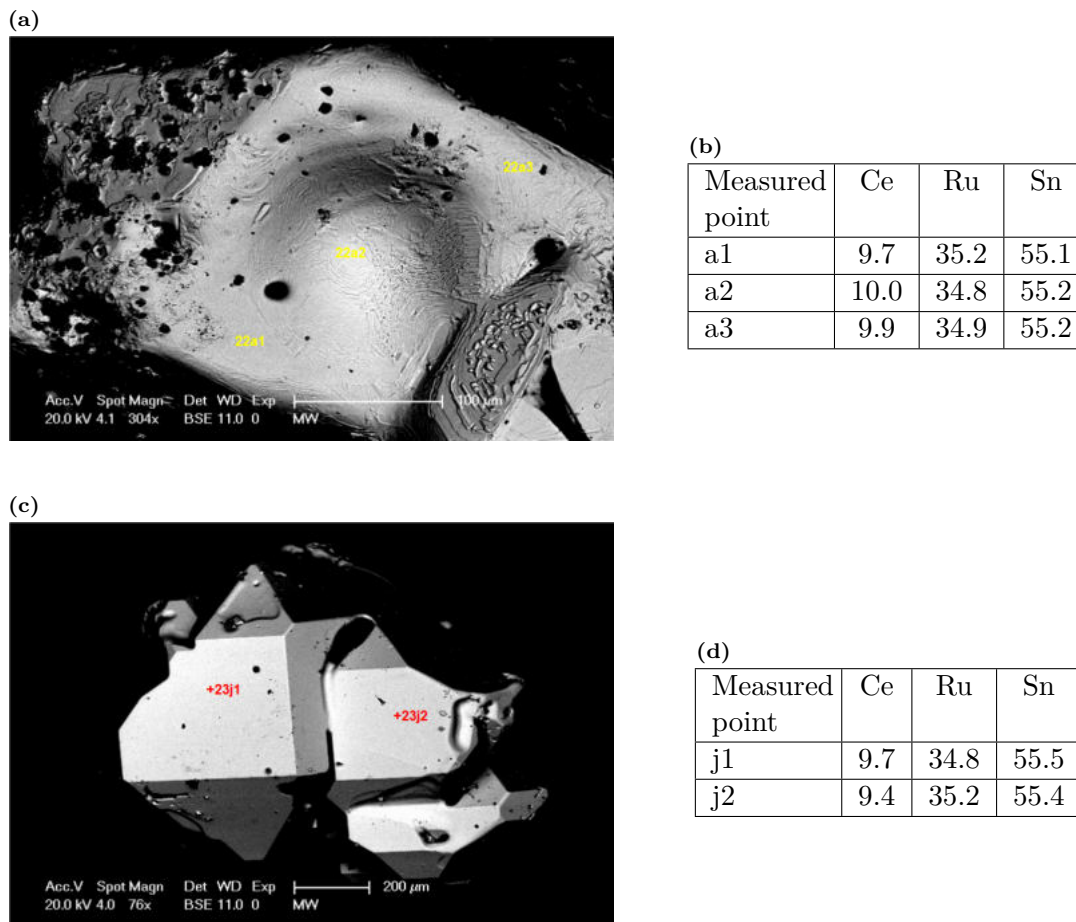 (a)
22a3
22a2
22a1
Acc.V Spot Magn Det WD Exp 100 µm
20.0 kV 4.1 304x BSE 11.0 0 MW
(b)
Measured point Ce Ru Sn
a1 9.7 35.2 55.1
a2 10.0 34.8 55.2
a3 9.9 34.9 55.2
(c)
+23j1
+23j2
Acc.V Spot Magn Det WD Exp 200 µm
20.0 kV 4.0 76x BSE 11.0 0 MW
(d)
Measured point Ce Ru Sn
j1 9.7 34.8 55.5
j2 9.4 35.2 55.4